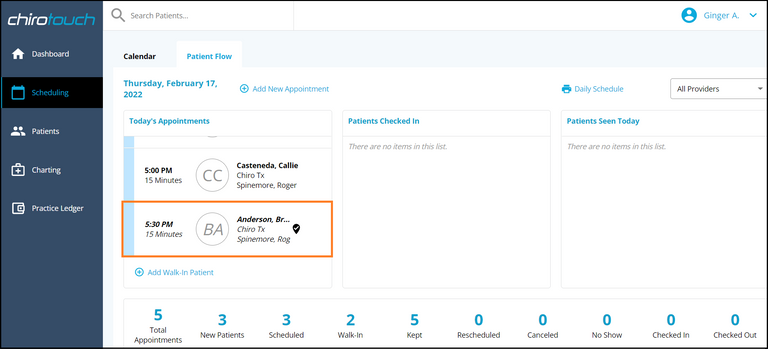 chirotouch
Search Patients...
Ginger A.
Dashboard
Scheduling
Patients
Charting
Practice Ledger
Calendar
Patient Flow
Thursday, February 17,
2022
Add New Appointment
Daily Schedule
All Providers
Today's Appointments
5:00 PM
15 Minutes
CC
Casteneda, Callie
Chiro Tx
Spinemore, Roger
5:30 PM
15 Minutes
BA
Anderson, Br...
Chiro Tx
Spinemore, Rog
Add Walk-In Patient
Patients Checked In
There are no items in this list.
Patients Seen Today
There are no items in this list.
5
Total
Appointments
3
New Patients
3
Scheduled
2
Walk-In
5
Kept
0
Rescheduled
0
Canceled
0
No Show
0
Checked In
0
Checked Out